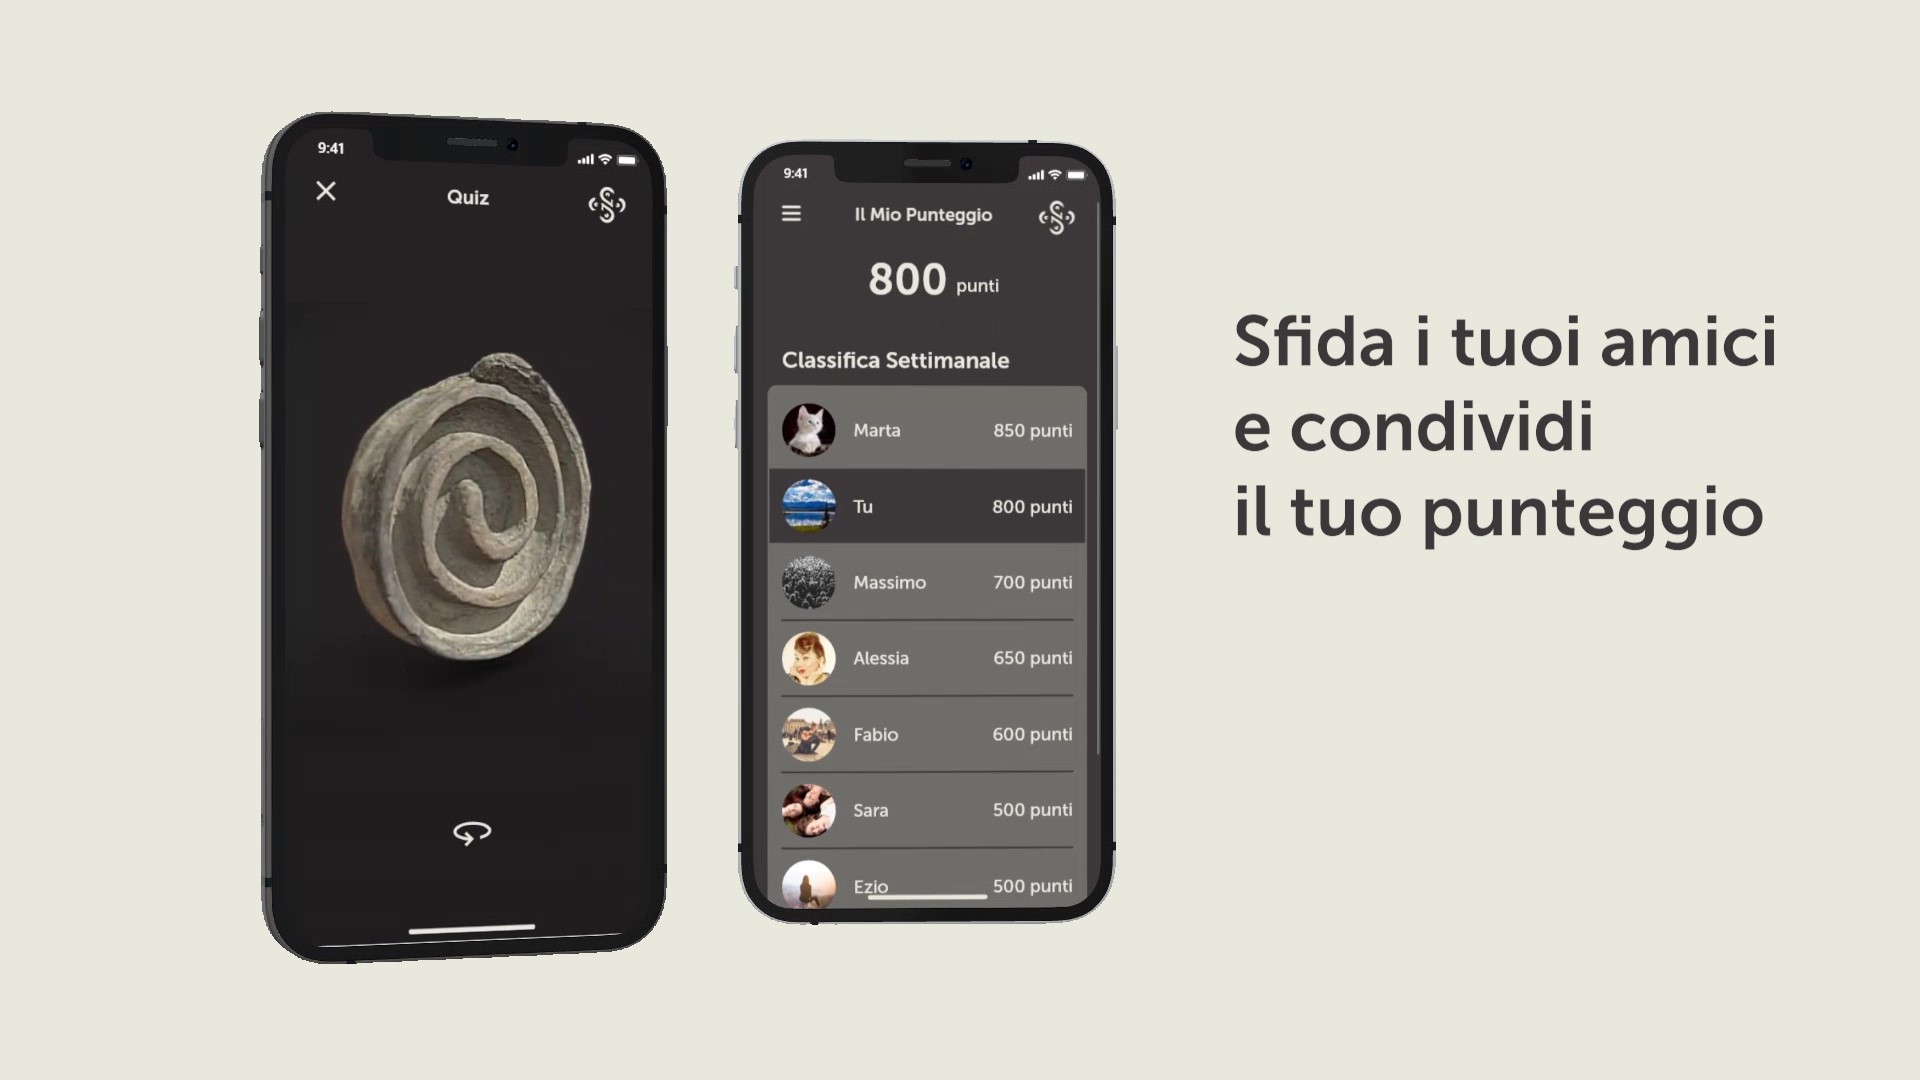 9:41
Quiz
9:41
Il Mio Punteggio
800 punti
Classifica Settimanale
Marta 850 punti
Tu 800 punti
Massimo 700 punti
Alessia 650 punti
Fabio 600 punti
Sara 500 punti
Ezio 500 punti
Sfida i tuoi amici
e condividi
il tuo punteggio